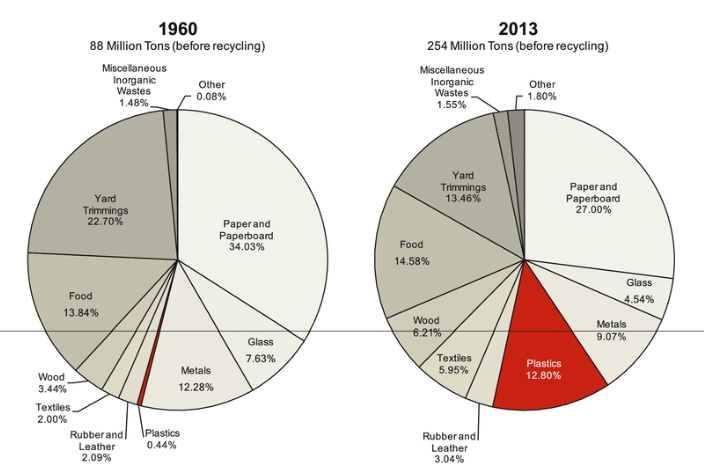 1960
88 Million Tons (before recycling)
Miscellaneous
Inorganic
Wastes
1.48%
Other
0.08%
Yard
Trimmings
22.70%
Paper and
Paperboard
34.03%
Food
13.84%
Glass
7.63%
Metals
12.28%
Wood
3.44%
Textiles
2.00%
Rubber and
Leather
2.09%
Plastics
0.44%
2013
254 Million Tons (before recycling)
Miscellaneous
Inorganic
Wastes
1.55%
Other
1.80%
Yard
Trimmings
13.46%
Paper and
Paperboard
27.00%
Food
14.58%
Glass
4.54%
Wood
6.21%
Metals
9.07%
Textiles
5.95%
Plastics
12.80%
Rubber and
Leather
3.04%